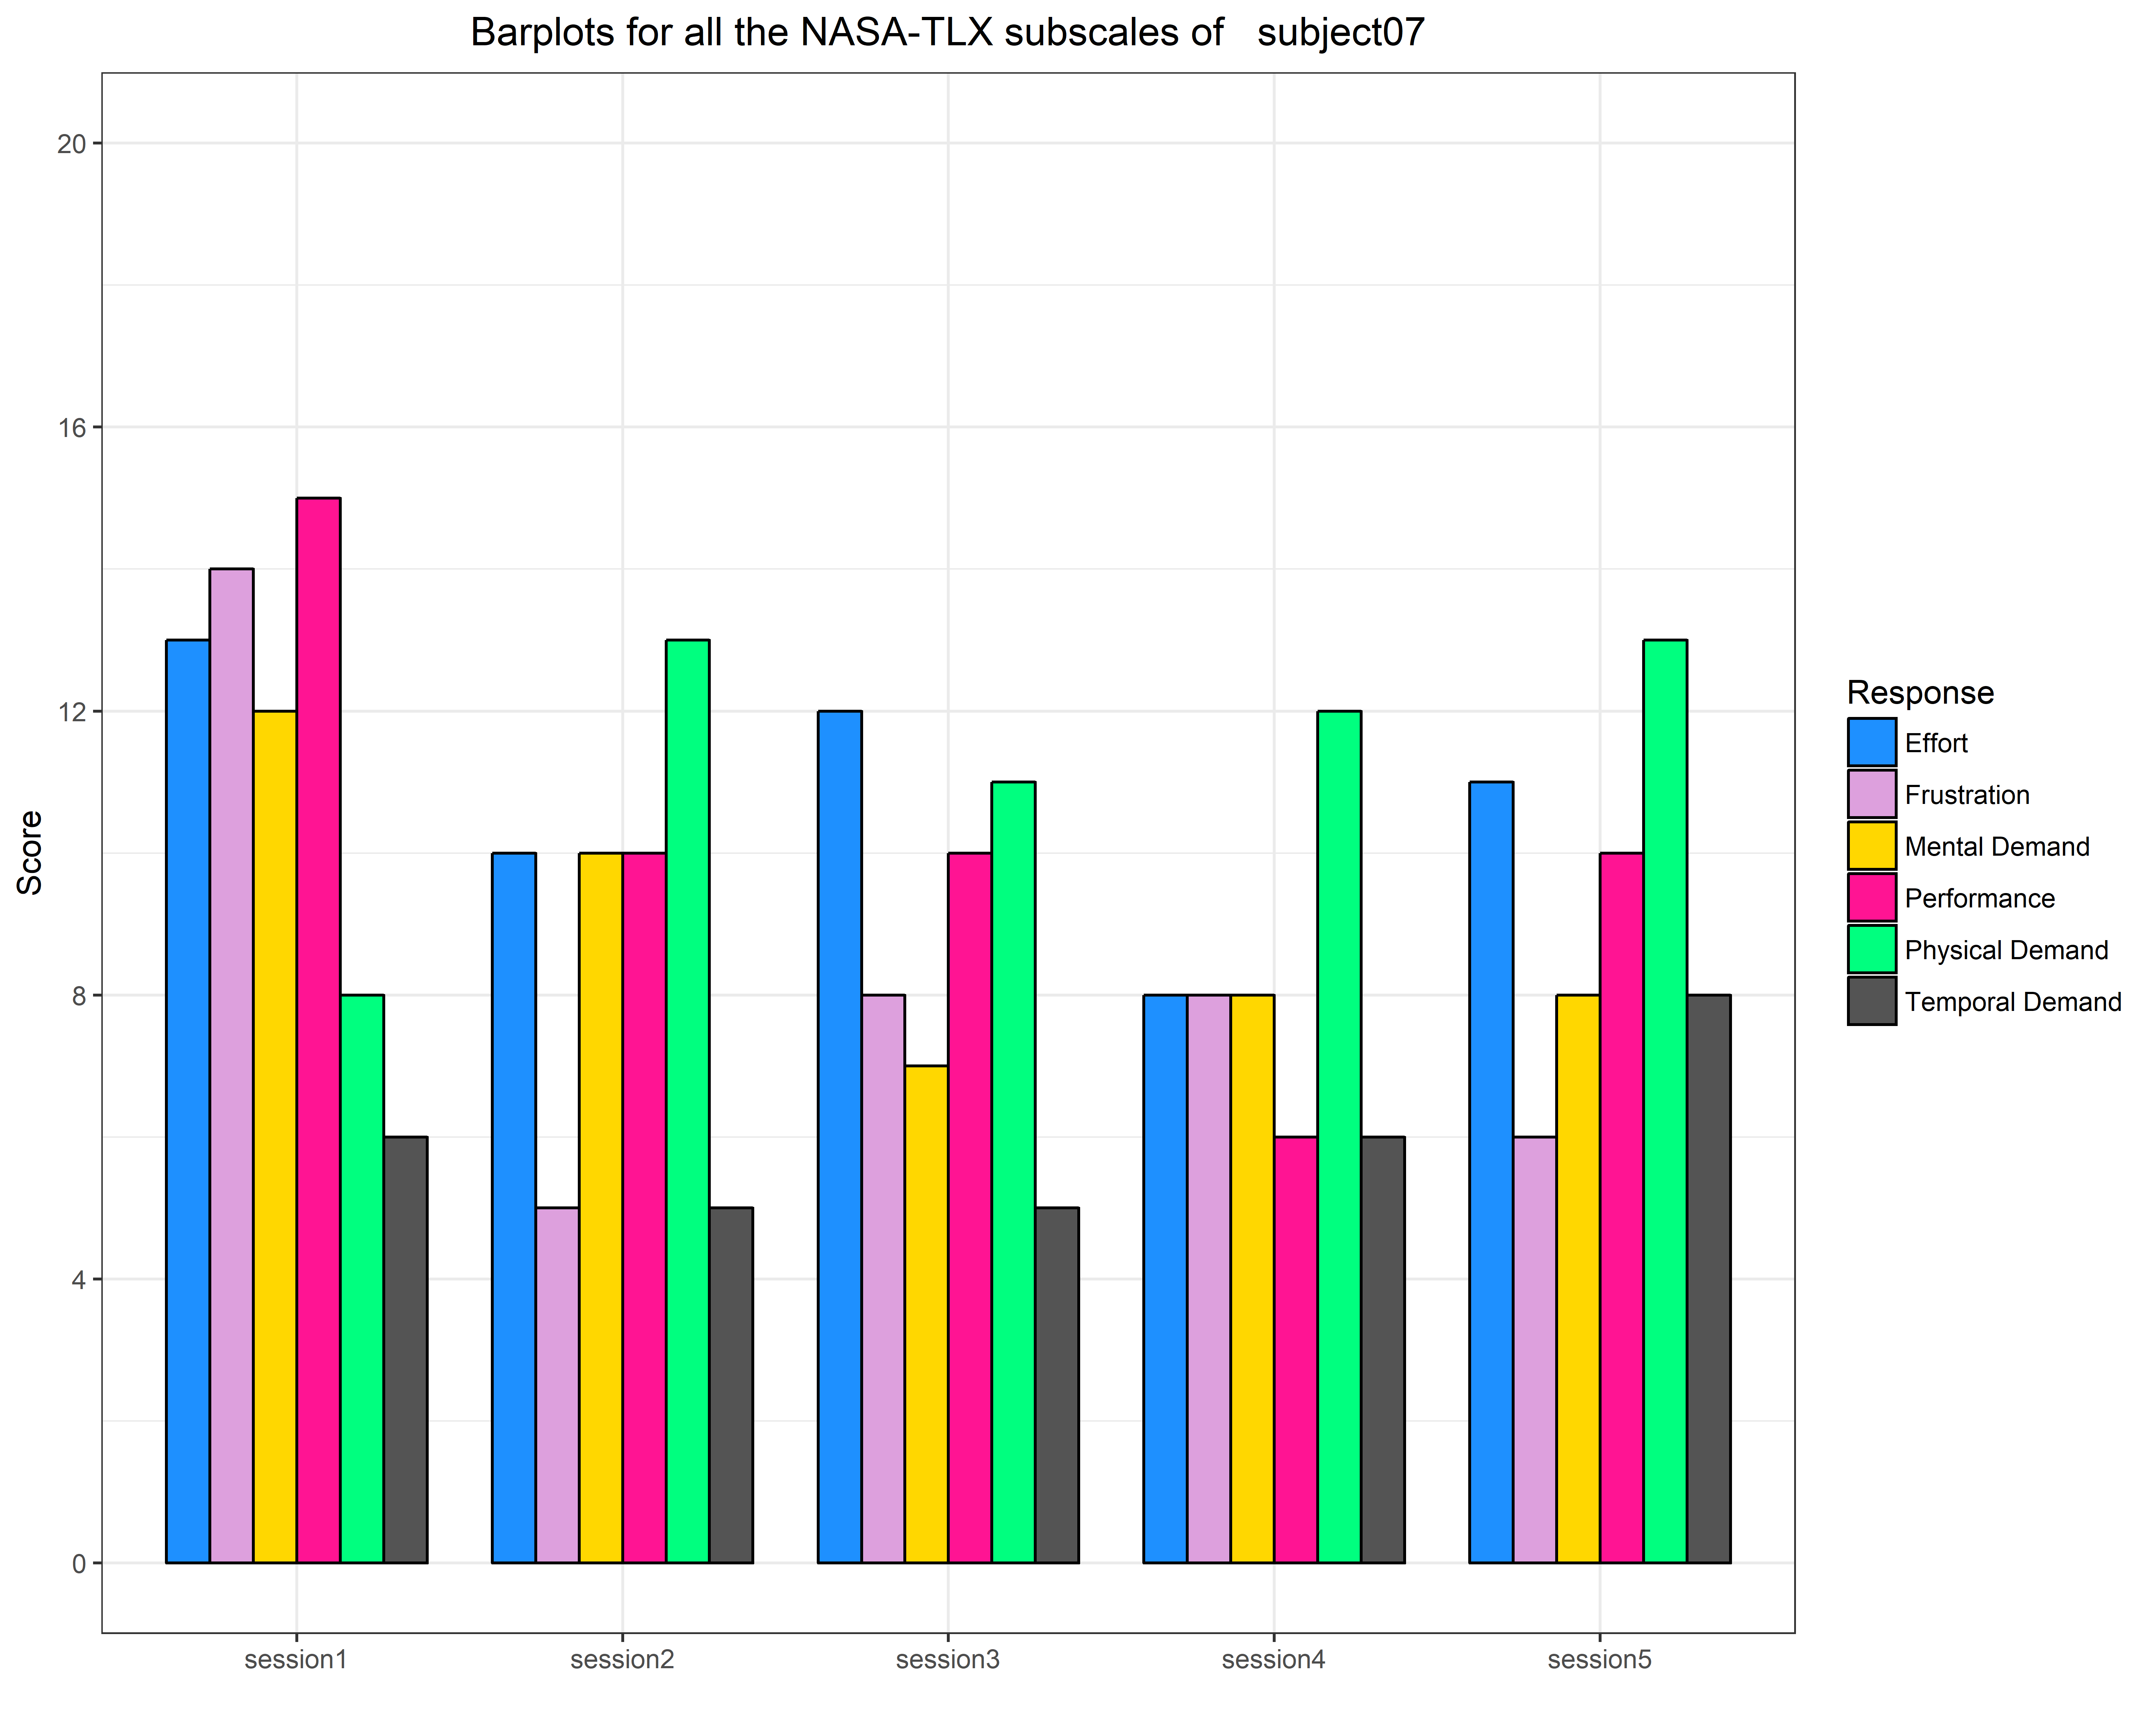 Barplots for all the NASA-TLX subscales of   subject07
20
16
12
8
4
0
Score
session1
session2
session3
session4
session5
Response
Effort
Frustration
Mental Demand
Performance
Physical Demand
Temporal Demand